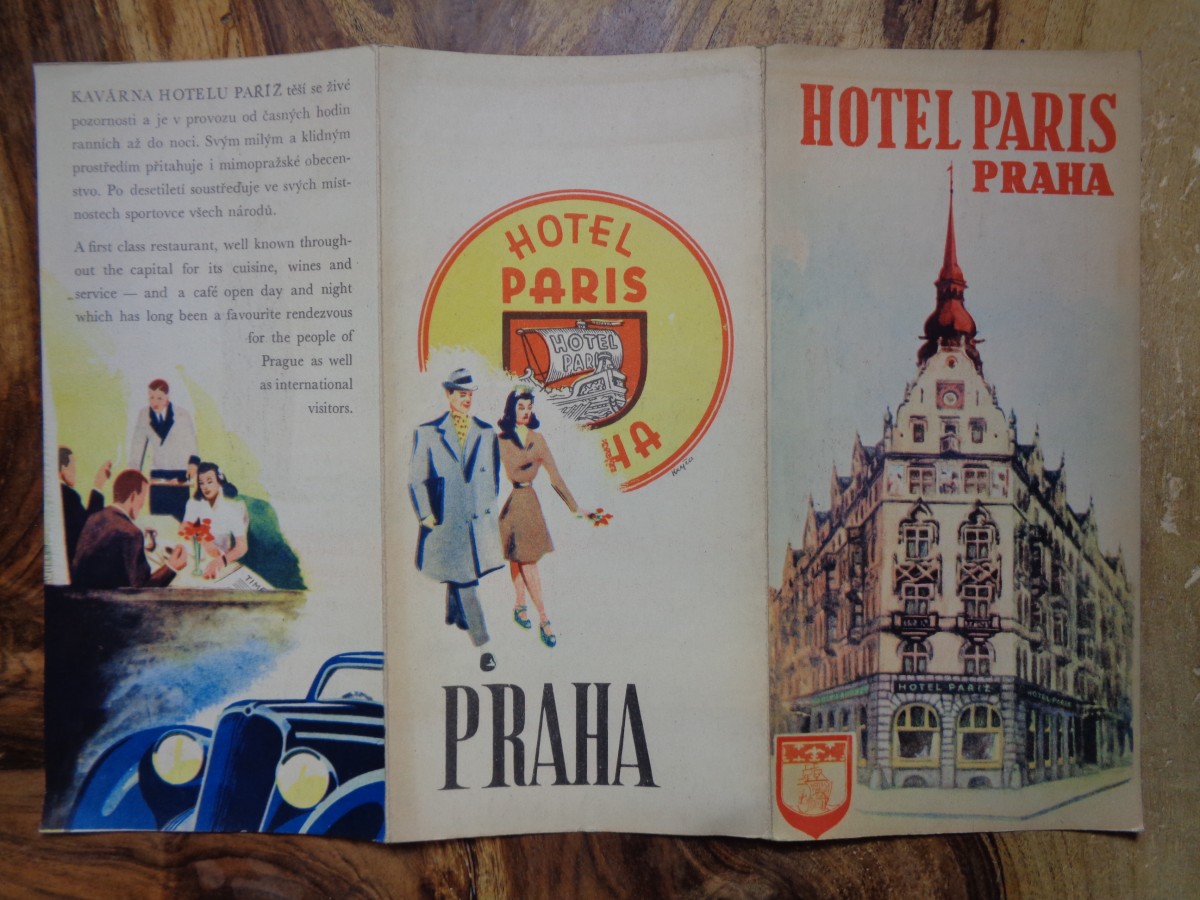 KAVÁRNA HOTELU PAŘÍŽ těší se živé
pozornosti a je v provozu od časných hodin
ranních až do noci. Svým milým a klidným
prostředím přitahuje i mimopražské obecen-
stvo. Po desetiletí soustřeďuje ve svých míst-
nostech sportovce všech národů.
A first class restaurant, well known through-
out the capital for its cuisine, wines and
service — and a café open day and night
which has long been a favourite rendezvous
for the people of
Prague as well
as international
visitors.
TIME
HOTEL
PARIS
HOTEL
PARIS
HA
PRAHA
HOTEL PARIS
PRAHA
HOTEL PAŘÍŽ